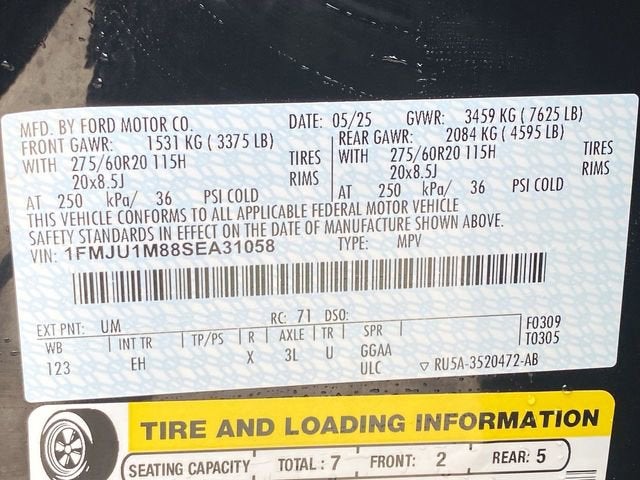 MFD. BY FORD MOTOR CO. DATE: 05/25 GVWR: 3459 KG ( 7625 LB)
FRONT GAWR: 1531 KG ( 3375 LB) REAR GAWR: 2084 KG ( 4595 LB)
WITH 275/60R20 115H TIRES WITH 275/60R20 115H TIRES
20x8.5J RIMS 20x8.5J RIMS
AT 250 kPa/ 36 PSI COLD AT 250 kPa/ 36 PSI COLD
THIS VEHICLE CONFORMS TO ALL APPLICABLE FEDERAL MOTOR VEHICLE
SAFETY STANDARDS IN EFFECT ON THE DATE OF MANUFACTURE SHOWN ABOVE.
VIN: 1FMJU1M88SEA31058 TYPE: MPV
EXT PNT: UM RC: 71 DSO: F0309
WB INT TR TP/PS R AXLE TR SPR T0305
123 EH X 3L U GGAA
ULC ▽ RU5A-3520472-AB
TIRE AND LOADING INFORMATION
SEATING CAPACITY TOTAL : 7 FRONT: 2 REAR: 5